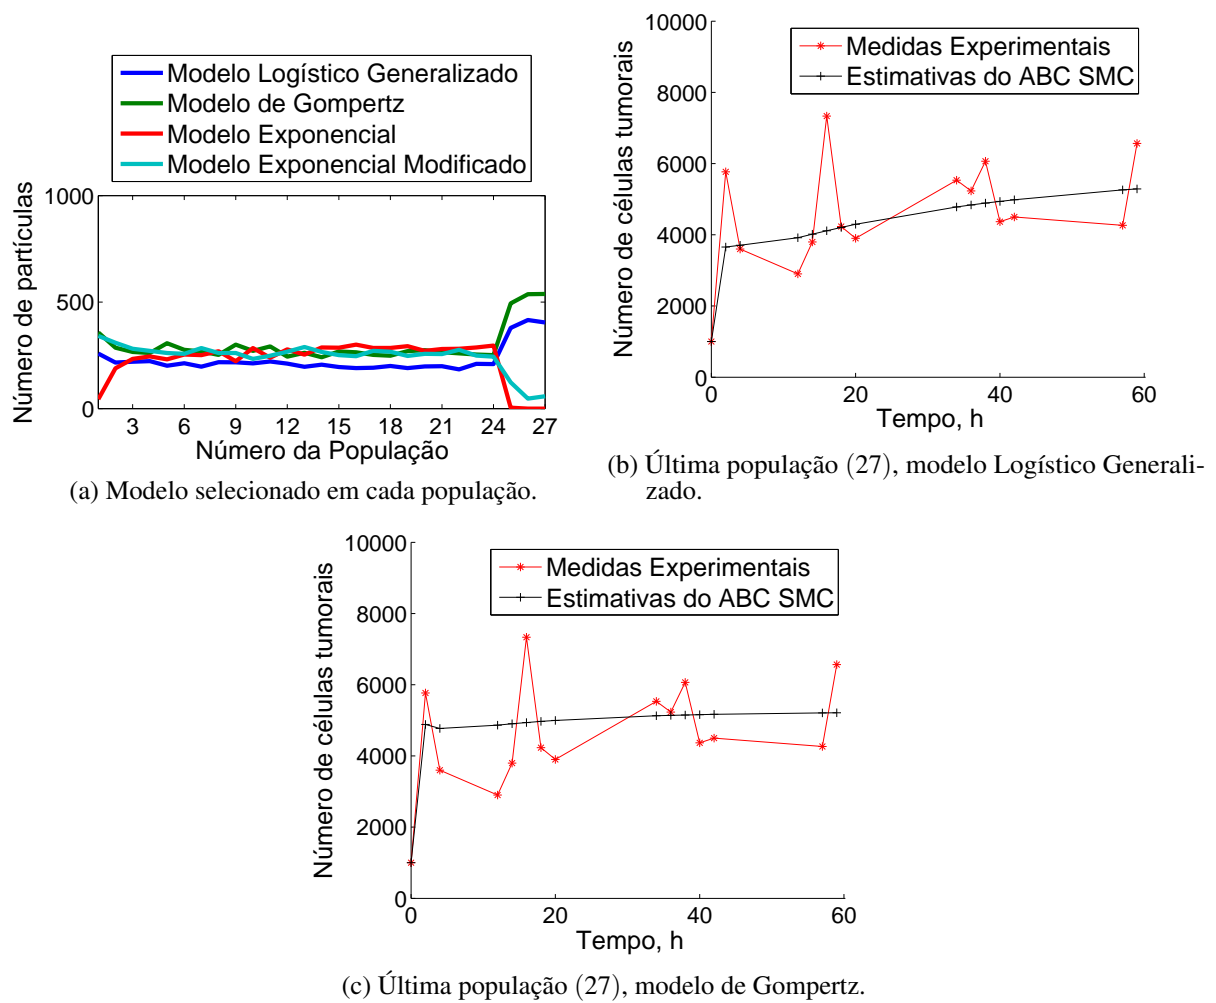 Modelo Logístico Generalizado
Modelo de Gompertz
Modelo Exponencial
Modelo Exponencial Modificado
Número de partículas
1000
500
0
3 6 9 12 15 18 21 24 27
Número da População
(a) Modelo selecionado em cada população.
Medidas Experimentais
Estimativas do ABC SMC
Número de células tumorais
10000
8000
6000
4000
2000
0
0 20 40 60
Tempo, h
(b) Última população (27), modelo Logístico Generali-
zado.
Medidas Experimentais
Estimativas do ABC SMC
Número de células tumorais
10000
8000
6000
4000
2000
0
0 20 40 60
Tempo, h
(c) Última população (27), modelo de Gompertz.